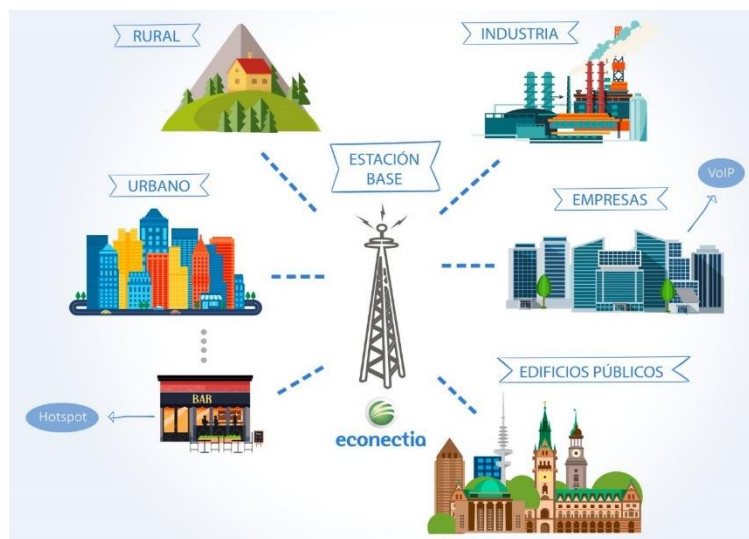 RURAL
INDUSTRIA
ESTACIÓN
BASE
VoIP
URBANO
EMPRESAS
EDIFICIOS PÚBLICOS
BAR
Hotspot
econectia